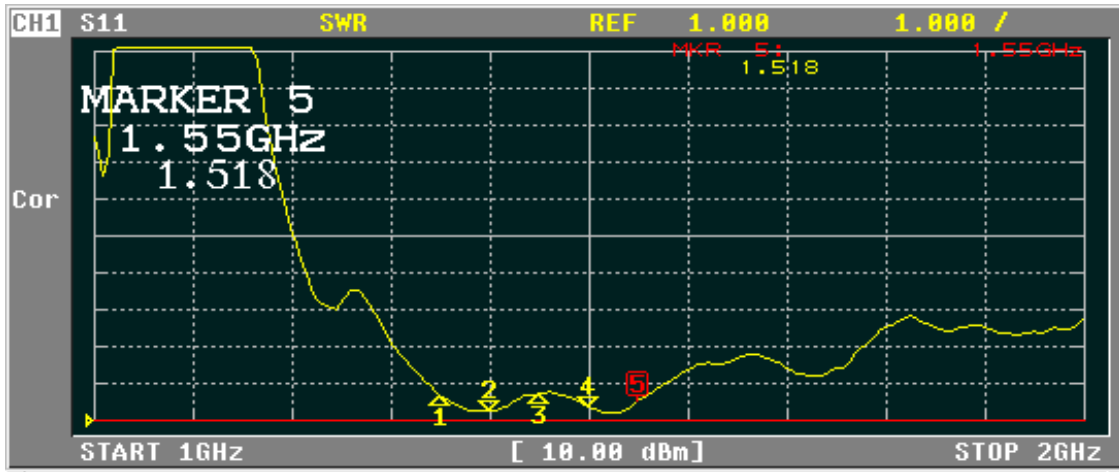 CH1 S11 SWR REF 1.000 1.000 /
MKR 5: 1.55GHz
1.518
MARKER 5
1.55GHz
1.518
Cor
2 4 5
1 3
START 1GHz [ 10.00 dBm] STOP 2GHz